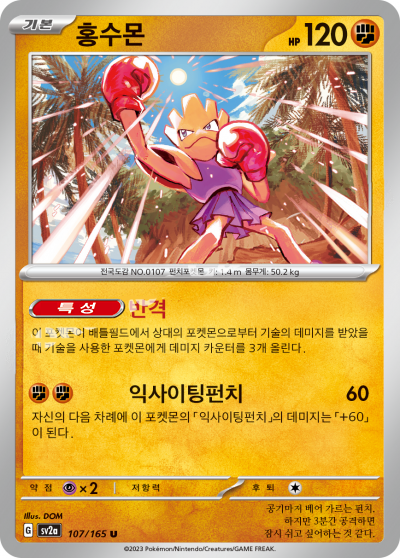 기본
홍수몬
HP 120
전국도감 NO.0107 펀치포켓몬 키: 1.4 m 몸무게: 50.2 kg
특성 반격
이 포켓몬이 배틀필드에서 상대의 포켓몬으로부터 기술의 데미지를 받았을
때 기술을 사용한 포켓몬에게 데미지 카운터를 3개 올린다.
익사이팅펀치 60
자신의 다음 차례에 이 포켓몬의 「익사이팅펀치」의 데미지는 「+60」
이 된다.
약점 ×2 저항력 후퇴
Illus. DOM
G sv2a 107/165 U
공기마저 베어 가르는 펀치.
하지만 3분간 공격하면
잠시 쉬고 싶어하는 것 같다.
©2023 Pokémon/Nintendo/Creatures/GAME FREAK.